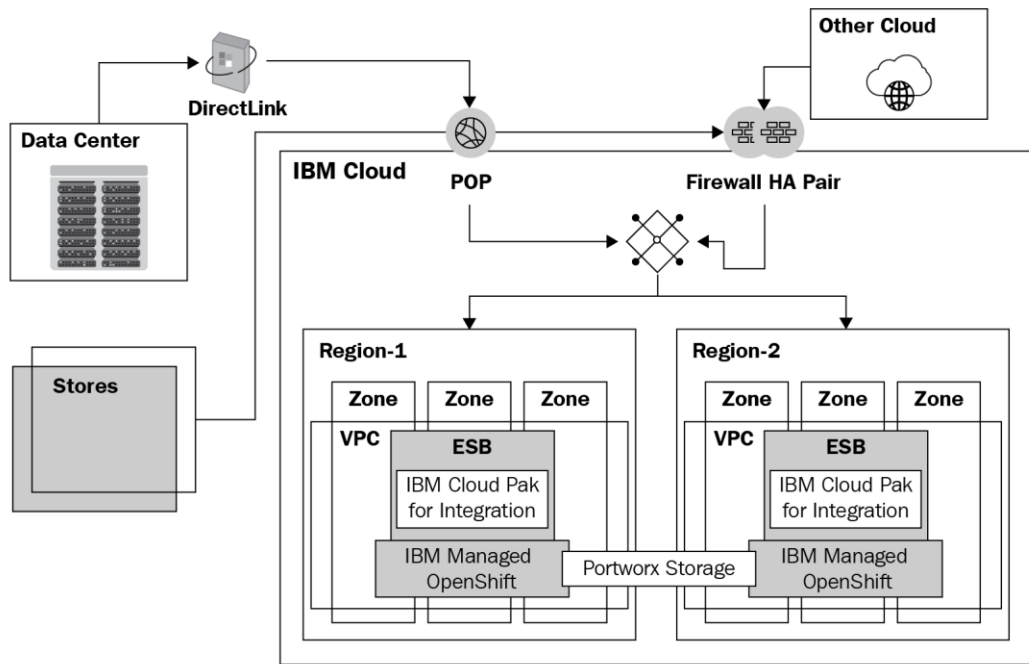 Other Cloud
DirectLink
Data Center
IBM Cloud
POP
Firewall HA Pair
Stores
Region-1
Zone
Zone
Zone
VPC
ESB
IBM Cloud Pak
for Integration
IBM Managed
OpenShift
Portworx Storage
Region-2
Zone
Zone
Zone
VPC
ESB
IBM Cloud Pak
for Integration
IBM Managed
OpenShift